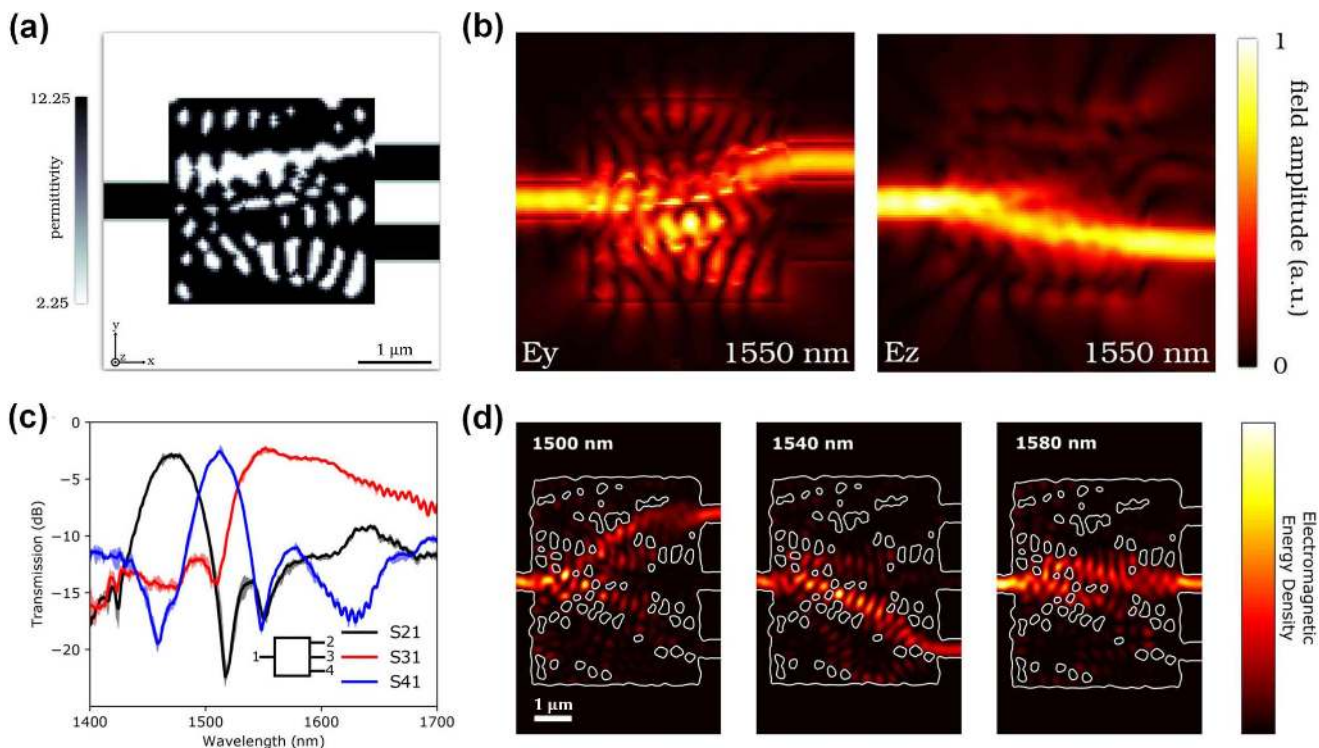 (a)
12.25
permittivity
2.25
y
z
x
1 μm
(b)
Ey
1550 nm
Ez
1550 nm
1
field amplitude (a.u.)
0
(c)
0
−5
−10
−15
−20
Transmission (dB)
1
2
3
4
S21
S31
S41
1400
1500
1600
1700
Wavelength (nm)
(d)
1500 nm
1540 nm
1580 nm
1 μm
Electromagnetic
Energy Density